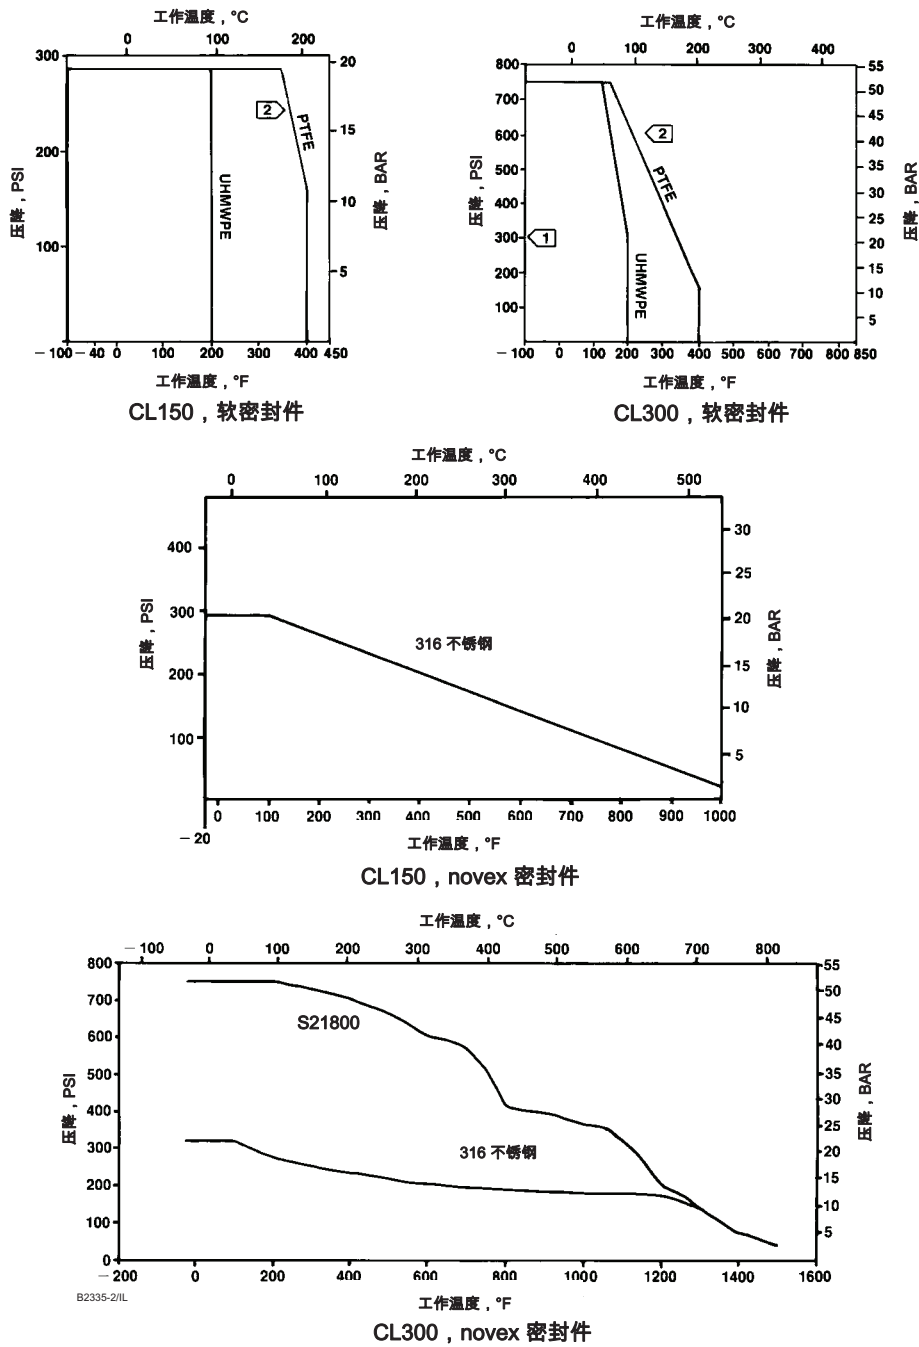 工作温度，°C
0 100 200
300
200
100
压降，PSI
20
15
10
5
压降，BAR
2
PTFE
UHMWPE
－100 －40 0 100 200 300 400 450
工作温度，°F
CL150，软密封件
工作温度，°C
0 100 200 300 400
800
700
600
500
400
300
200
100
压降，PSI
55
50
45
40
35
30
25
20
15
10
5
压降，BAR
2
1
PTFE
UHMWPE
－100 0 100 200 300 400 500 600 700 800 850
工作温度，°F
CL300，软密封件
工作温度，°C
0 100 200 300 400 500
400
300
200
100
压降，PSI
30
25
20
15
10
5
压降，BAR
316 不锈钢
－20
0 100 200 300 400 500 600 700 800 900 1000
工作温度，°F
CL150，novex 密封件
工作温度，°C
－100 0 100 200 300 400 500 600 700 800
800
700
600
500
400
300
200
100
0
压降，PSI
55
50
45
40
35
30
25
20
15
10
5
压降，BAR
S21800
316 不锈钢
－200 0 200 400 600 800 1000 1200 1400 1600
B2335-2/IL
工作温度，°F
CL300，novex 密封件